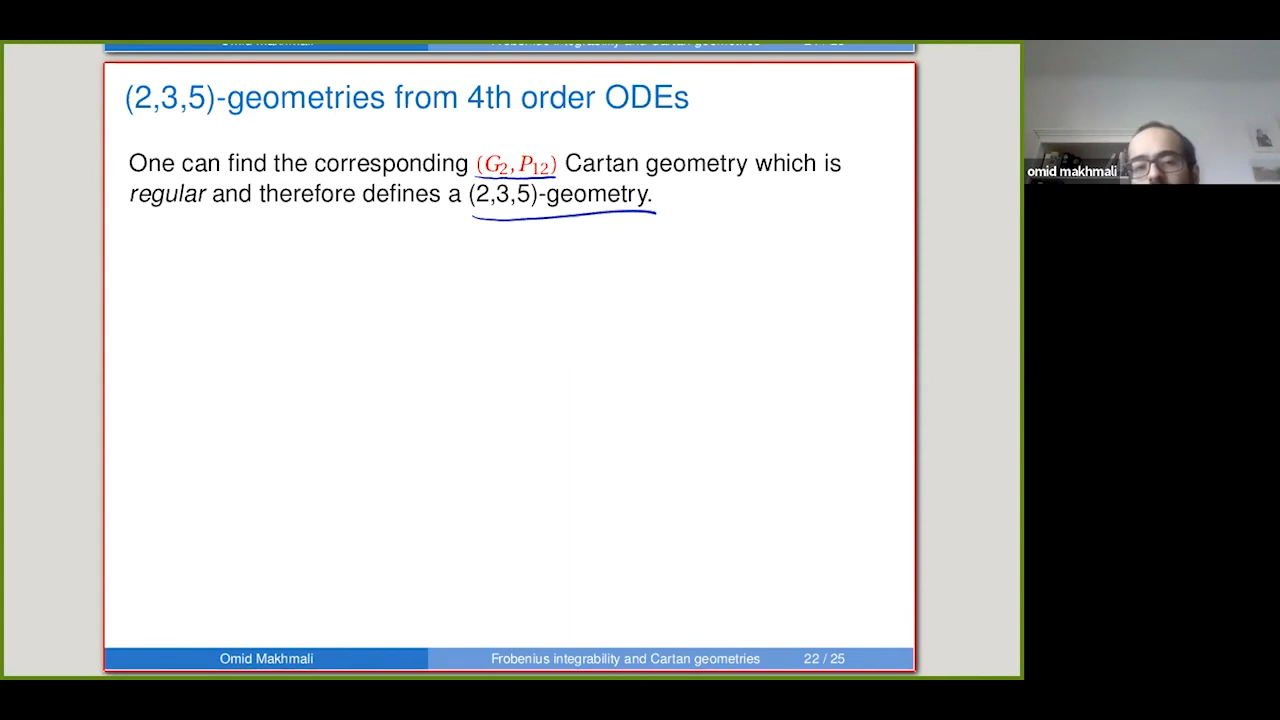 (2,3,5)-geometries from 4th order ODEs
One can find the corresponding (G₂, P₁₂) Cartan geometry which is
regular and therefore defines a (2,3,5)-geometry.
omid makhmali
Omid Makhmali Frobenius integrability and Cartan geometries 22 / 25